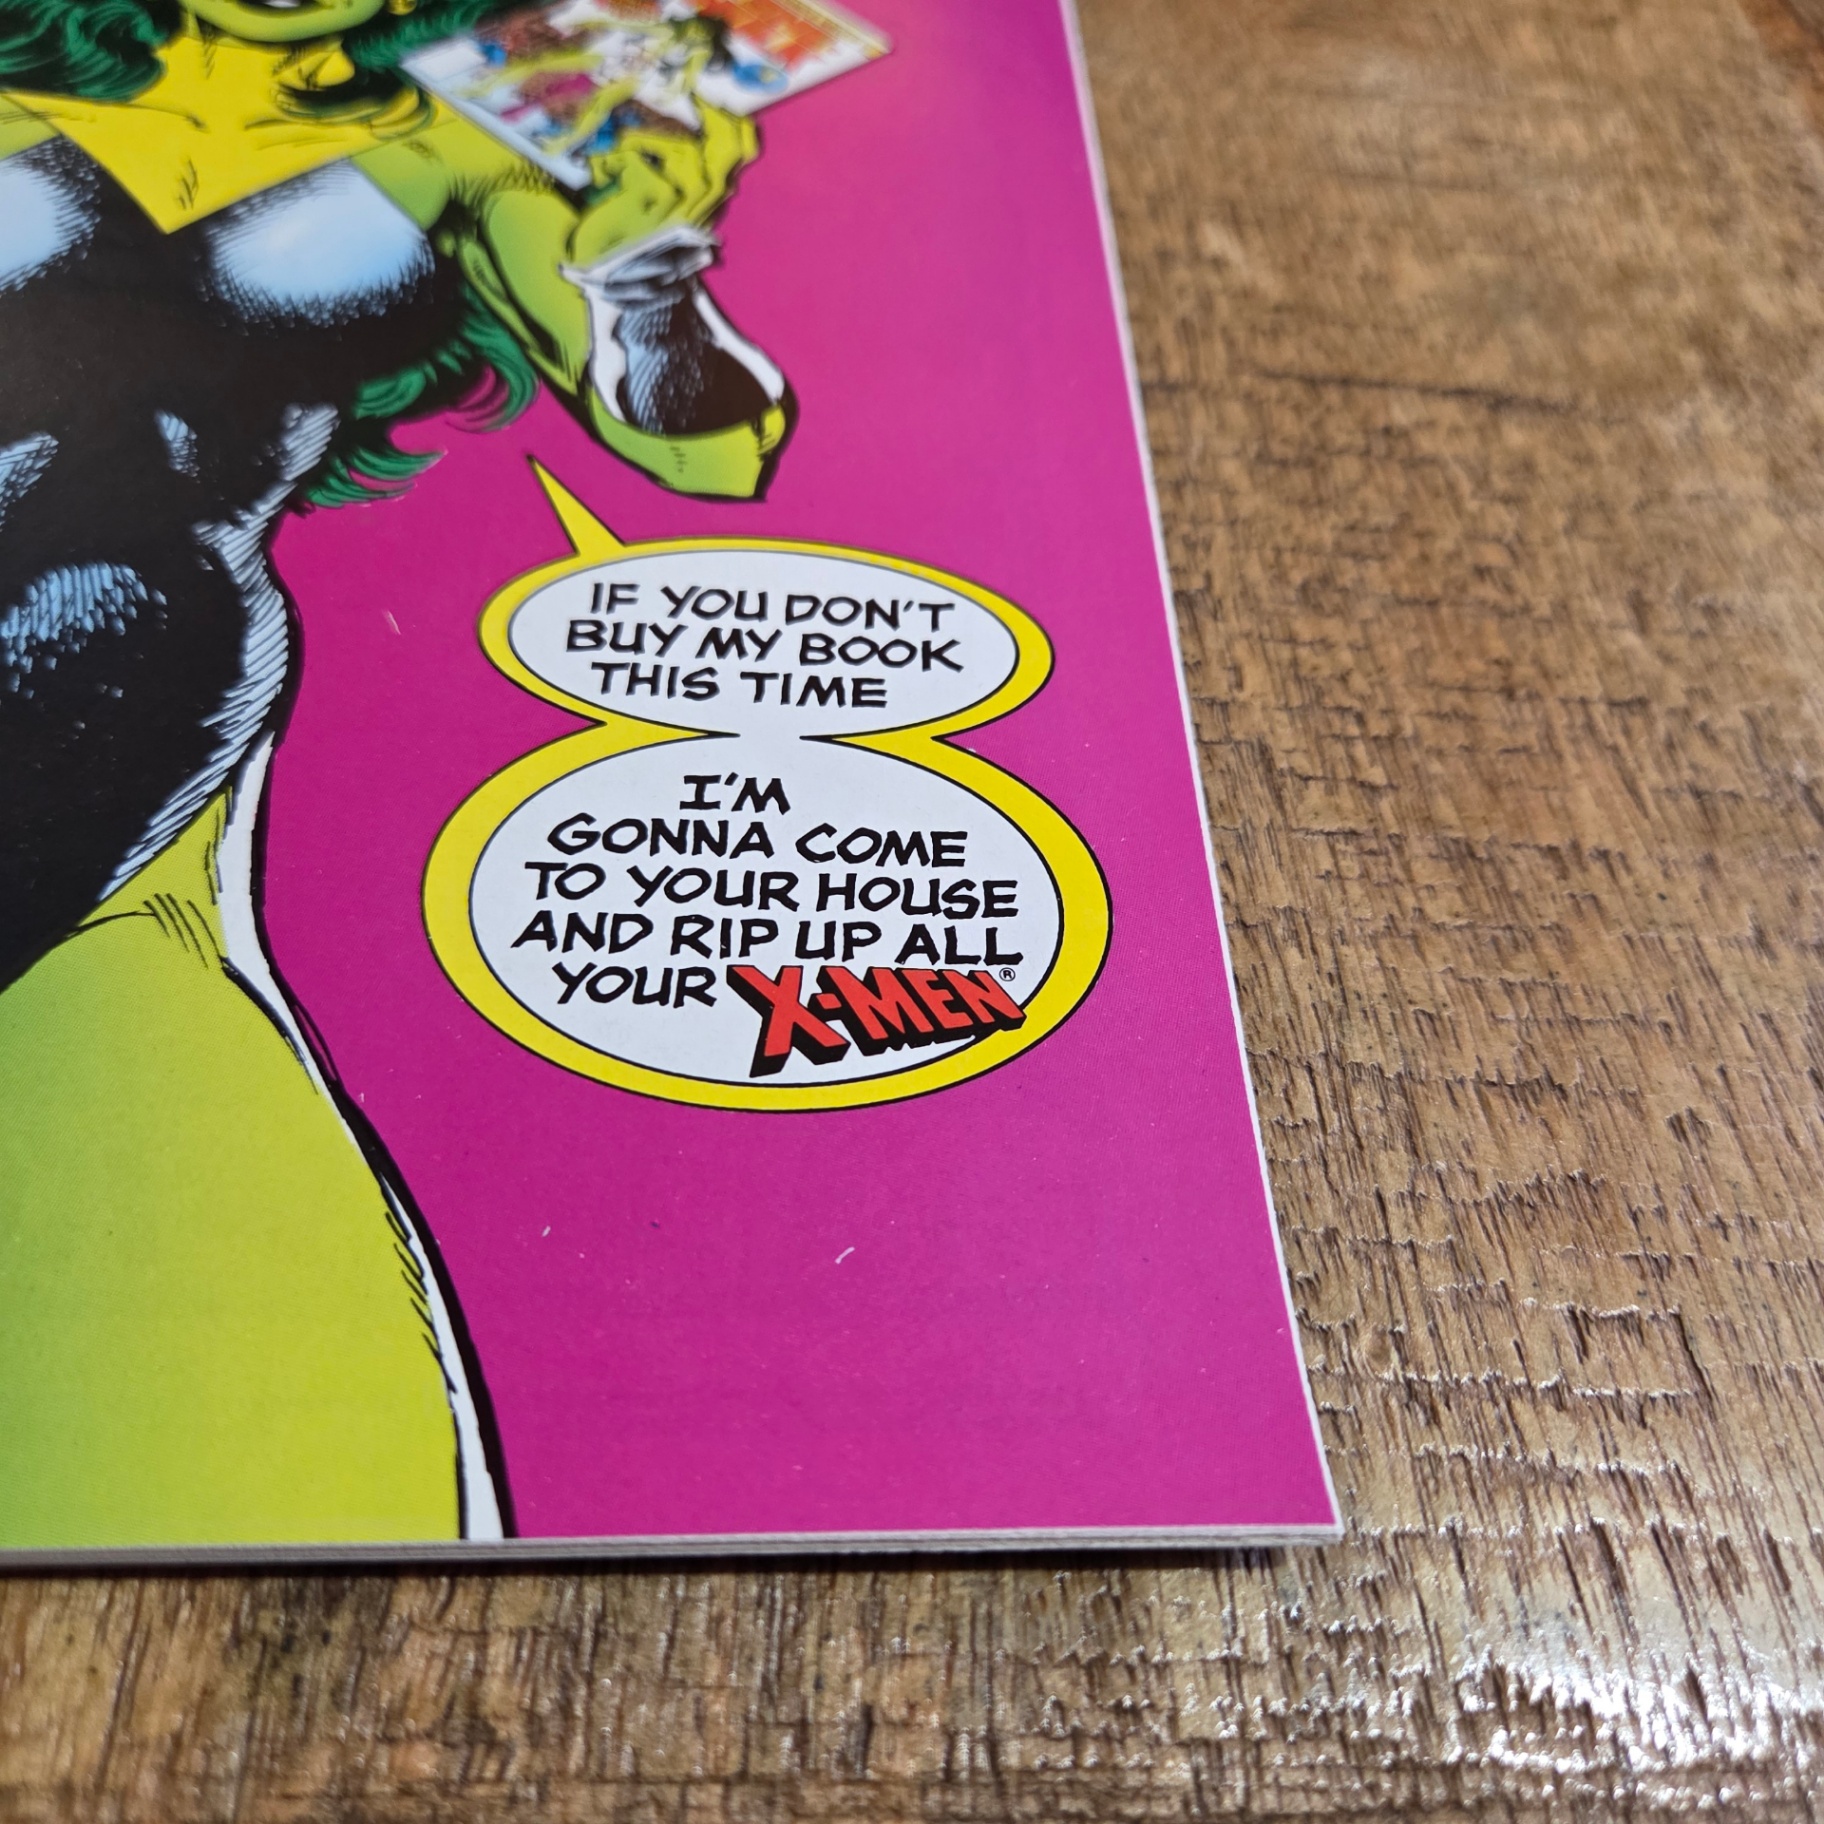 IF YOU DON'T
BUY MY BOOK
THIS TIME
I'M
GONNA COME
TO YOUR HOUSE
AND RIP UP ALL
YOUR X-MEN®